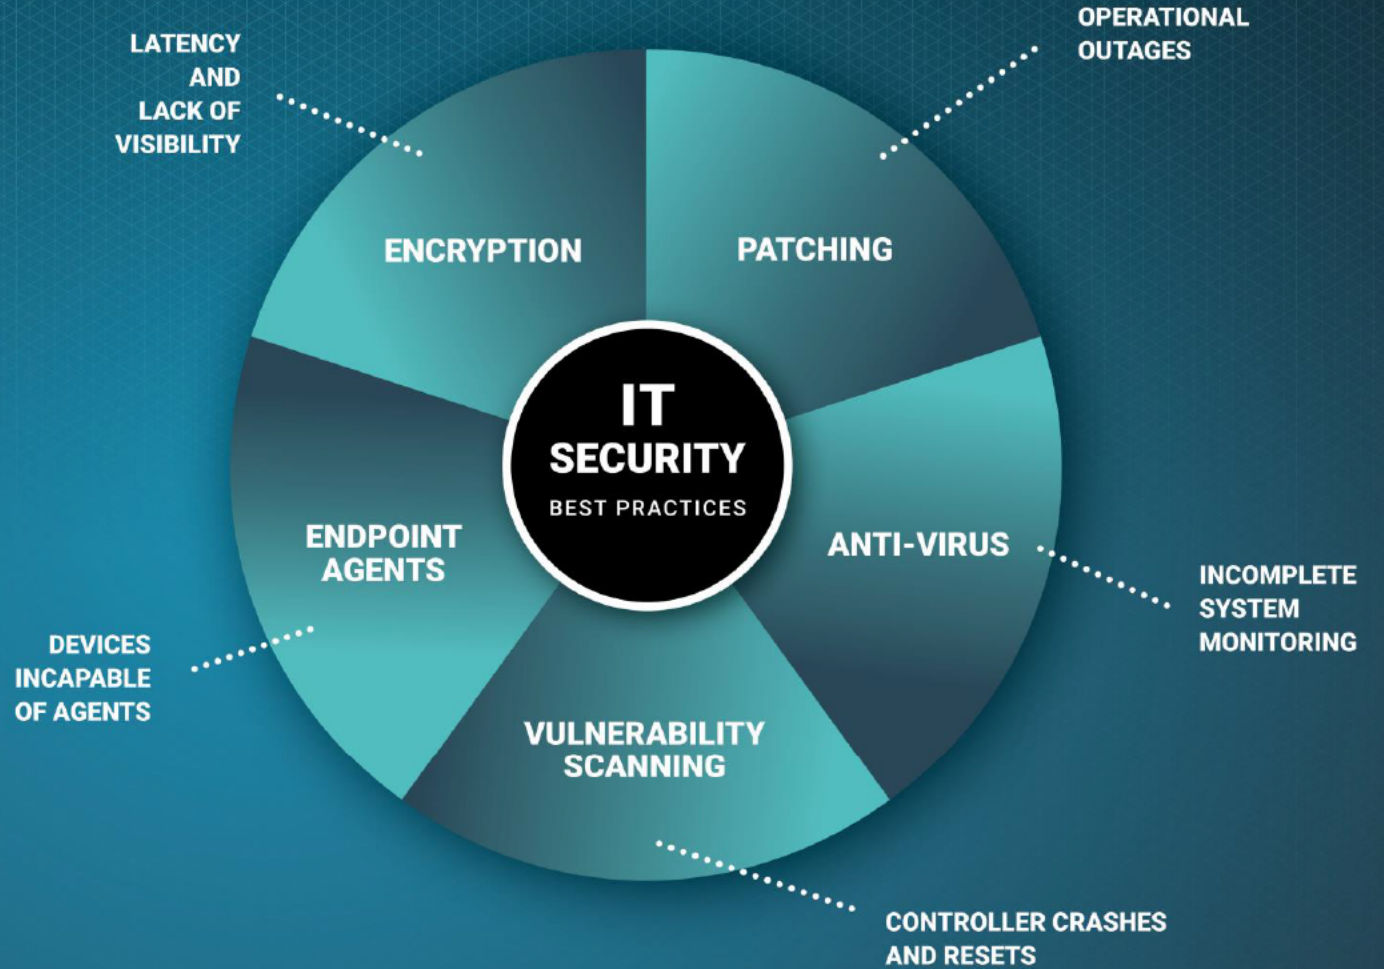 LATENCY
AND
LACK OF
VISIBILITY
OPERATIONAL
OUTAGES
ENCRYPTION
PATCHING
IT
SECURITY
BEST PRACTICES
ENDPOINT
AGENTS
ANTI-VIRUS
INCOMPLETE
SYSTEM
MONITORING
DEVICES
INCAPABLE
OF AGENTS
VULNERABILITY
SCANNING
CONTROLLER CRASHES
AND RESETS